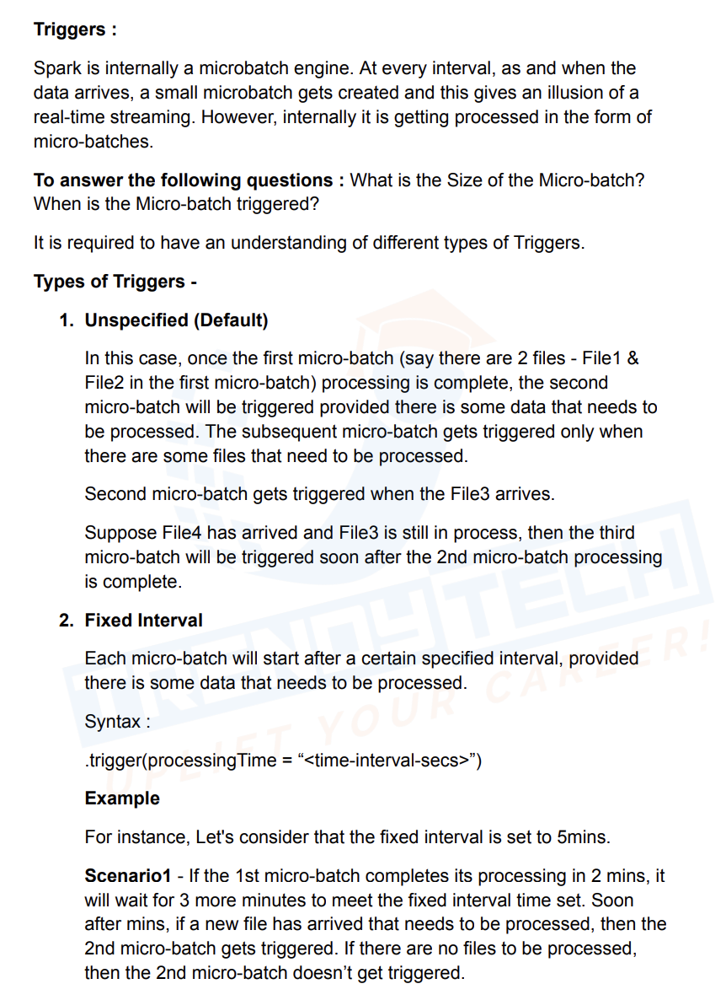 Triggers :
Spark is internally a microbatch engine. At every interval, as and when the
data arrives, a small microbatch gets created and this gives an illusion of a
real-time streaming. However, internally it is getting processed in the form of
micro-batches.
To answer the following questions : What is the Size of the Micro-batch?
When is the Micro-batch triggered?
It is required to have an understanding of different types of Triggers.
Types of Triggers -
1. Unspecified (Default)
In this case, once the first micro-batch (say there are 2 files - File1 &
File2 in the first micro-batch) processing is complete, the second
micro-batch will be triggered provided there is some data that needs to
be processed. The subsequent micro-batch gets triggered only when
there are some files that need to be processed.
Second micro-batch gets triggered when the File3 arrives.
Suppose File4 has arrived and File3 is still in process, then the third
micro-batch will be triggered soon after the 2nd micro-batch processing
is complete.
2. Fixed Interval
Each micro-batch will start after a certain specified interval, provided
there is some data that needs to be processed.
Syntax :
.trigger(processingTime = “<time-interval-secs>”)
Example
For instance, Let's consider that the fixed interval is set to 5mins.
Scenario1 - If the 1st micro-batch completes its processing in 2 mins, it
will wait for 3 more minutes to meet the fixed interval time set. Soon
after mins, if a new file has arrived that needs to be processed, then the
2nd micro-batch gets triggered. If there are no files to be processed,
then the 2nd micro-batch doesn’t get triggered.
TRENDYTECH
UPLIFT YOUR CAREER!